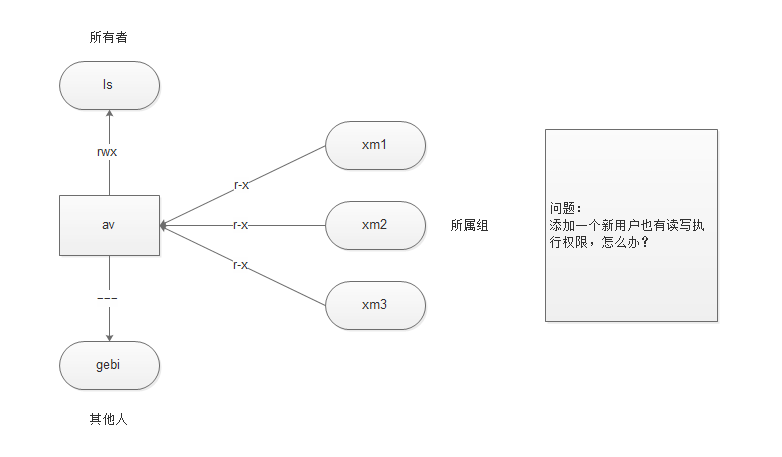 所有者
ls
rwx
xm1
r-x
av
xm2
r-x
所属组
r-x
xm3
---
gebi
其他人
问题：
添加一个新用户也有读写执
行权限，怎么办？